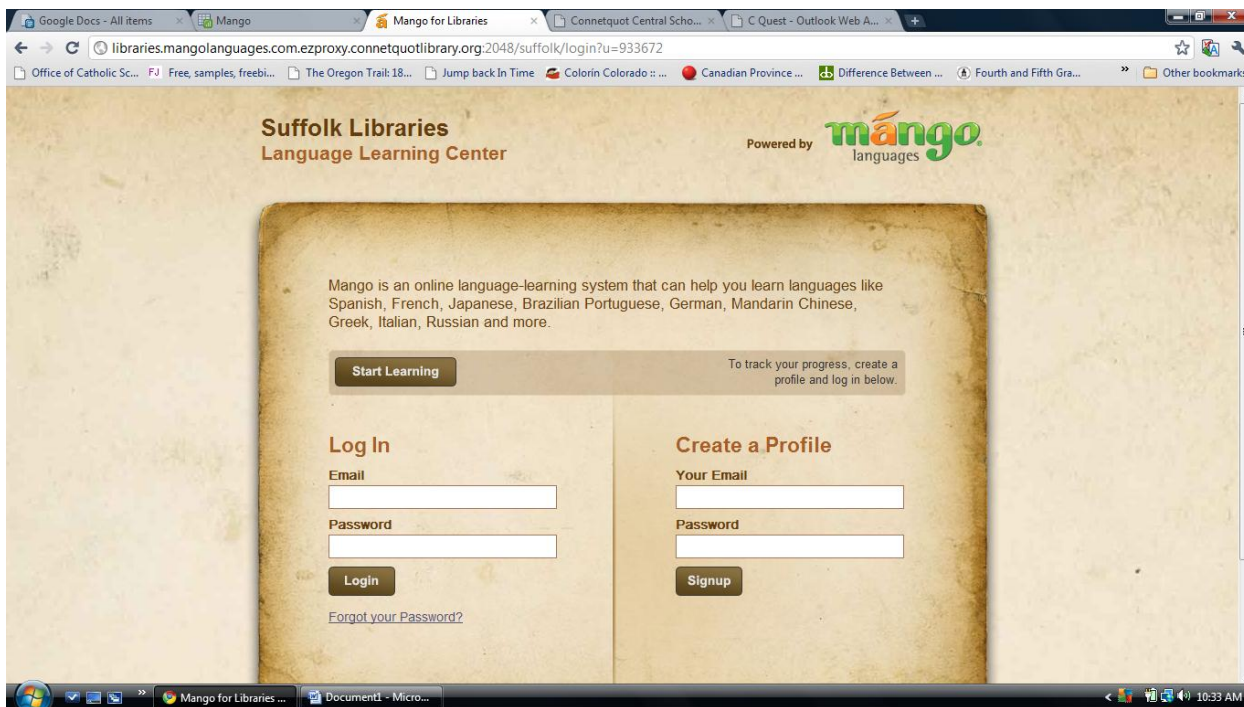 Google Docs - All items
Mango
Mango for Libraries
Connetquot Central Scho...
C Quest - Outlook Web A...
libraries.mangolanguages.com.ezproxy.connetquotlibrary.org:2048/suffolk/login?u=933672
Office of Catholic Sc...
FJ Free, samples, freebi...
The Oregon Trail: 18...
Jump back In Time
Colorín Colorado :: ...
Canadian Province ...
Difference Between ...
Fourth and Fifth Gra...
»
Other bookmarks
Suffolk Libraries
Language Learning Center
Powered by
mango
languages
Mango is an online language-learning system that can help you learn languages like
Spanish, French, Japanese, Brazilian Portuguese, German, Mandarin Chinese,
Greek, Italian, Russian and more.
Start Learning
To track your progress, create a
profile and log in below.
Log In
Email
Password
Login
Forgot your Password?
Create a Profile
Your Email
Password
Signup
»
Mango for Libraries ...
Document1 - Micro...
10:33 AM